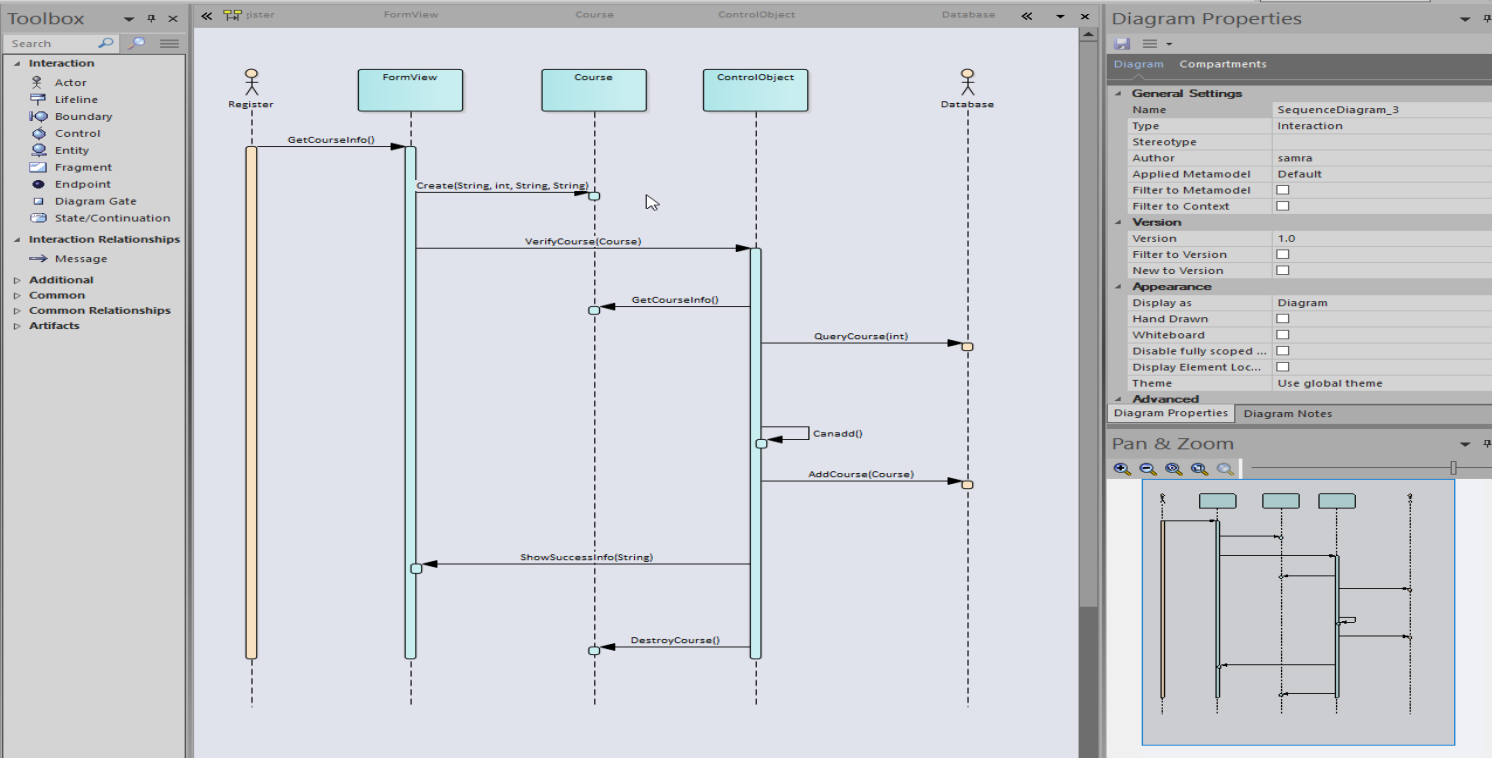 Toolbox
Search
Interaction
Actor
Lifeline
Boundary
Control
Entity
Fragment
Endpoint
Diagram Gate
State/Continuation
Interaction Relationships
Message
Additional
Common
Common Relationships
Artifacts
ister FormView Course ControlObject Database
FormView Course ControlObject
Register Database
GetCourseInfo()
Create(String, int, String, String)
VerifyCourse(Course)
GetCourseInfo()
QueryCourse(int)
Canadd()
AddCourse(Course)
ShowSuccessInfo(String)
DestroyCourse()
Diagram Properties
Diagram Compartments
General Settings
Name SequenceDiagram_3
Type Interaction
Stereotype
Author samra
Applied Metamodel Default
Filter to Metamodel
Filter to Context
Version
Version 1.0
Filter to Version
New to Version
Appearance
Display as Diagram
Hand Drawn
Whiteboard
Disable fully scoped ...
Display Element Loc...
Theme Use global theme
Advanced
Diagram Properties Diagram Notes
Pan & Zoom